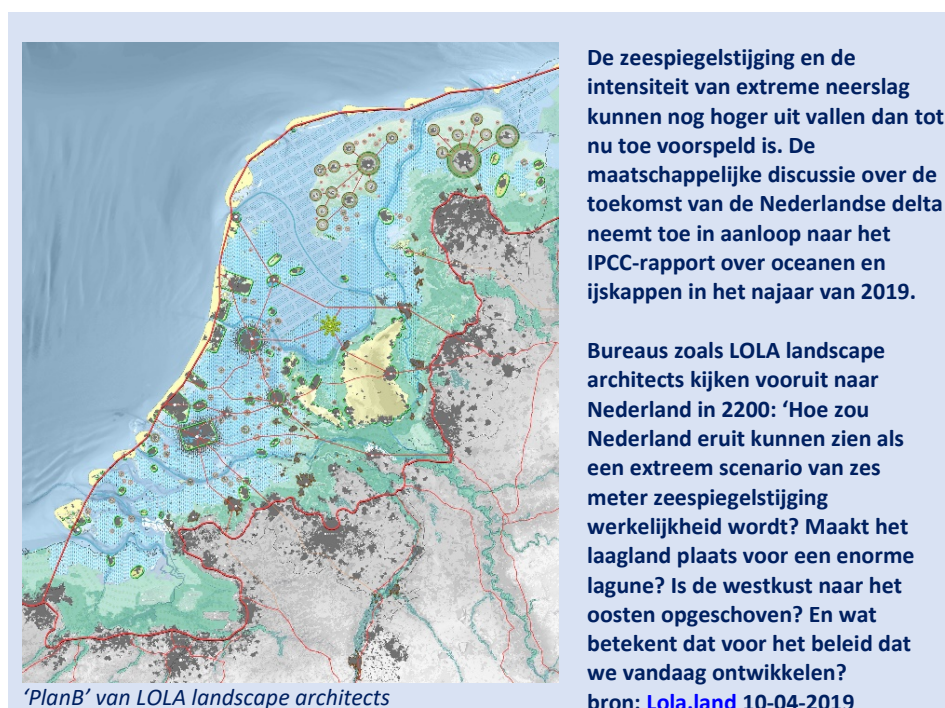 De zeespiegelstijging en de
intensiteit van extreme neerslag
kunnen nog hoger uit vallen dan tot
nu toe voorspeld is. De
maatschappelijke discussie over de
toekomst van de Nederlandse delta
neemt toe in aanloop naar het
IPCC-rapport over oceanen en
ijskappen in het najaar van 2019.
Bureaus zoals LOLA landscape
architects kijken vooruit naar
Nederland in 2200: ‘Hoe zou
Nederland eruit kunnen zien als
een extreem scenario van zes
meter zeespiegelstijging
werkelijkheid wordt? Maakt het
laagland plaats voor een enorme
lagune? Is de westkust naar het
oosten opgeschoven? En wat
betekent dat voor het beleid dat
we vandaag ontwikkelen?
bron: Lola.land 10-04-2019
‘PlanB’ van LOLA landscape architects